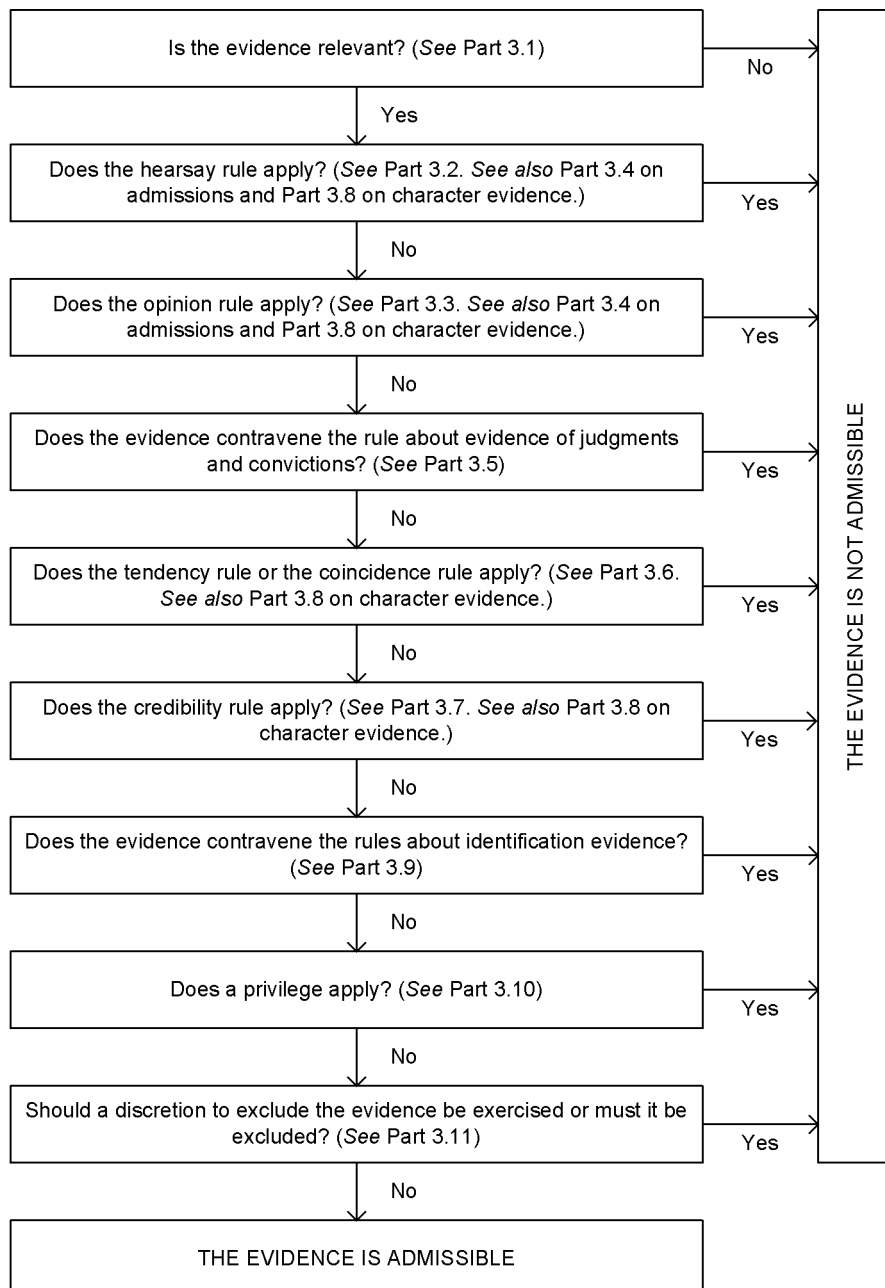 Is the evidence relevant? (See Part 3.1)
No
Yes
Does the hearsay rule apply? (See Part 3.2. See also Part 3.4 on
admissions and Part 3.8 on character evidence.)
Yes
No
Does the opinion rule apply? (See Part 3.3. See also Part 3.4 on
admissions and Part 3.8 on character evidence.)
Yes
No
Does the evidence contravene the rule about evidence of judgments
and convictions? (See Part 3.5)
Yes
No
Does the tendency rule or the coincidence rule apply? (See Part 3.6.
See also Part 3.8 on character evidence.)
Yes
No
Does the credibility rule apply? (See Part 3.7. See also Part 3.8 on
character evidence.)
Yes
No
Does the evidence contravene the rules about identification evidence?
(See Part 3.9)
Yes
No
Does a privilege apply? (See Part 3.10)
Yes
No
Should a discretion to exclude the evidence be exercised or must it be
excluded? (See Part 3.11)
Yes
No
THE EVIDENCE IS ADMISSIBLE
THE EVIDENCE IS NOT ADMISSIBLE